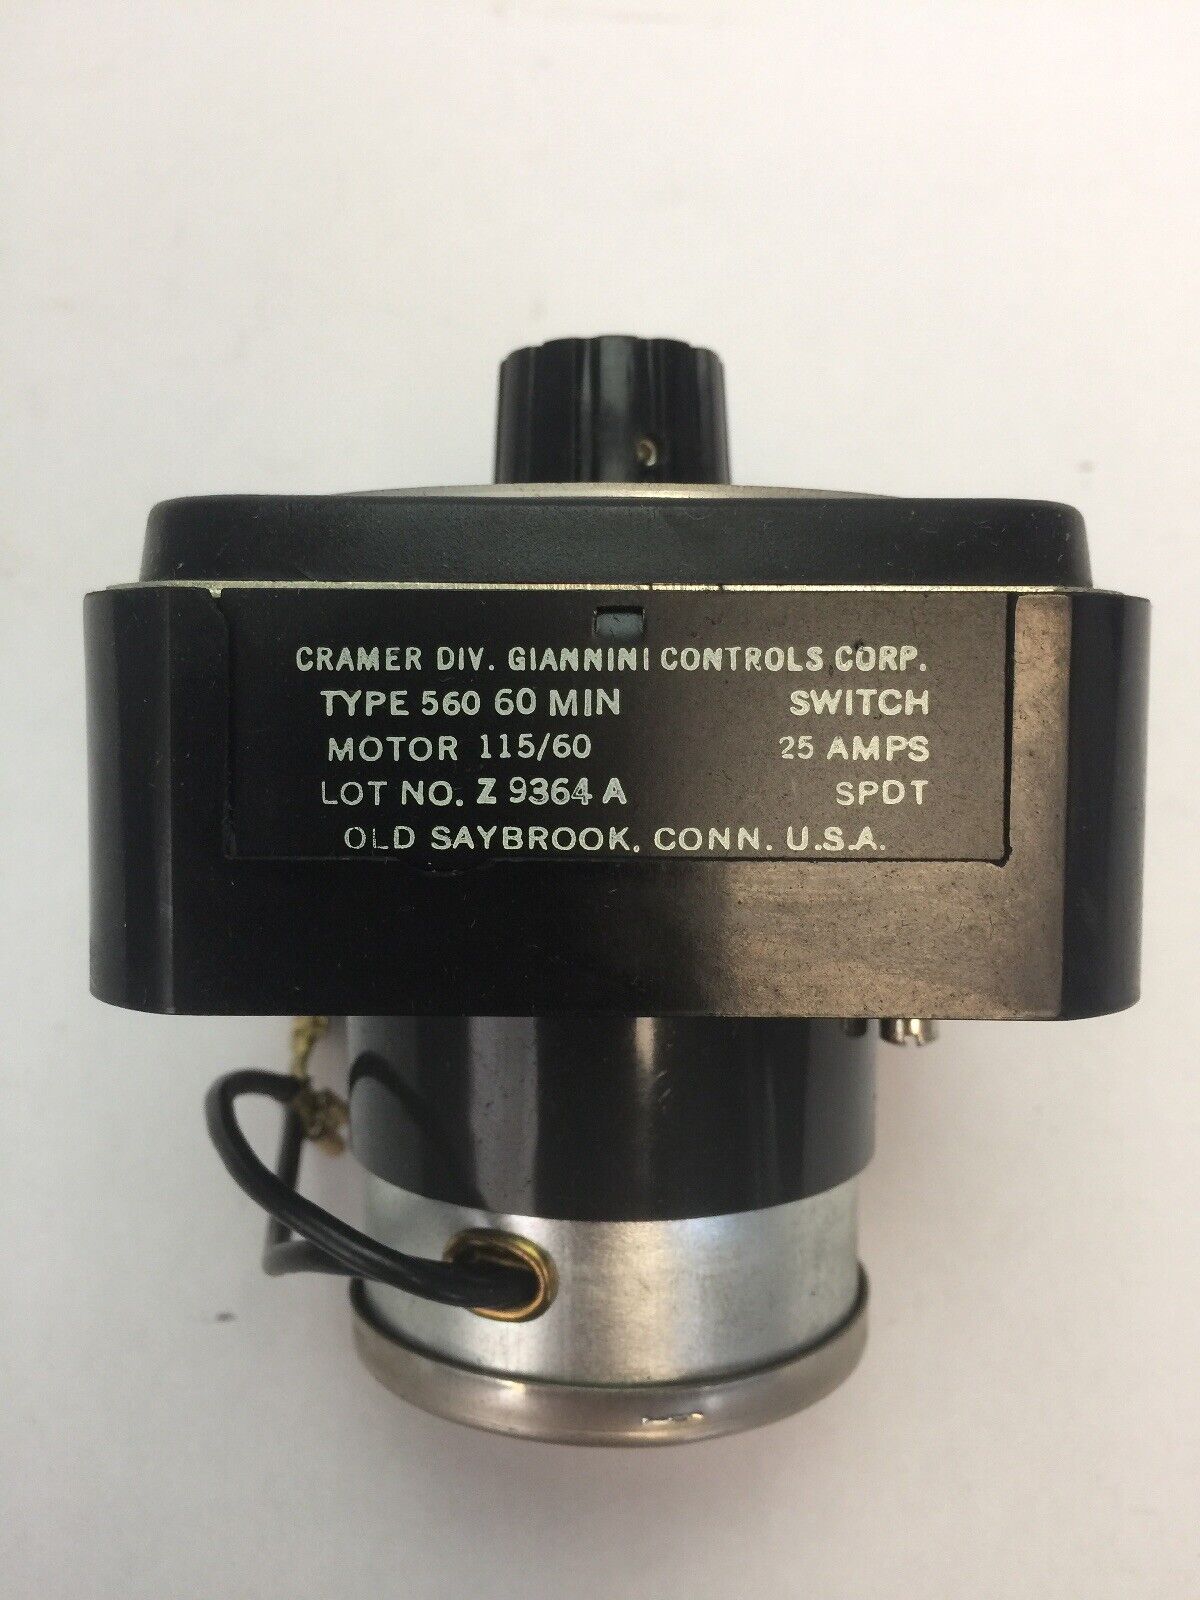 CRAMER DIV. GIANNINI CONTROLS CORP.
TYPE 560 60 MIN SWITCH
MOTOR 115/60 25 AMPS
LOT NO. Z 9364 A SPDT
OLD SAYBROOK, CONN. U.S.A.